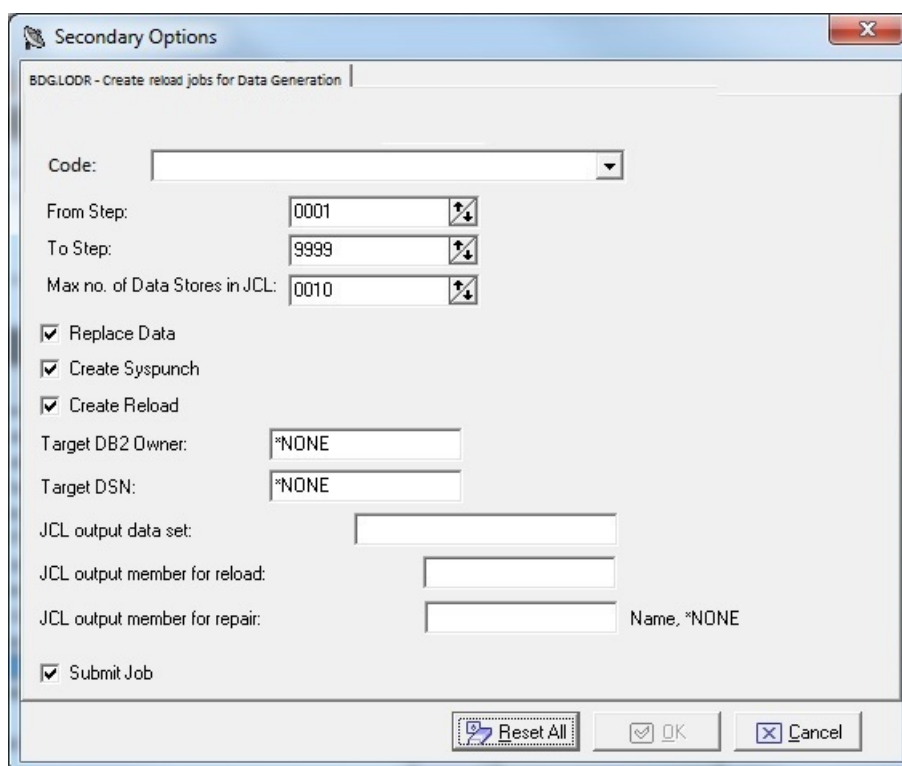 Secondary Options
BDG.LODR - Create reload jobs for Data Generation
Code:
From Step: 0001
To Step: 9999
Max no. of Data Stores in JCL: 0010
Replace Data
Create Syspunch
Create Reload
Target DB2 Owner: *NONE
Target DSN: *NONE
JCL output data set:
JCL output member for reload:
JCL output member for repair: Name, *NONE
Submit Job
Reset All OK Cancel